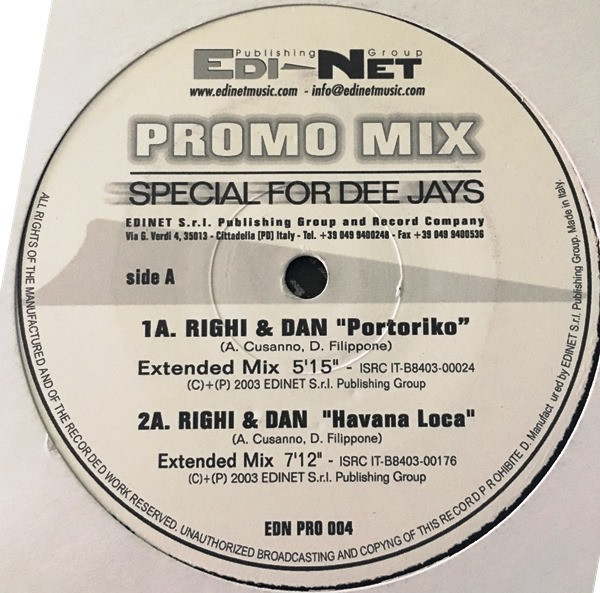 Publishing Group
EDI-NET
www.edinetmusic.com - info@edinetmusic.com
PROMO MIX
SPECIAL FOR DEE JAYS
EDINET S.r.l. Publishing Group and Record Company
Via G. Verdi 4, 35013 - Cittadella (PD) Italy - Tel. +39 049 9400248 - Fax +39 049 9400536
side A
1A. RIGHI & DAN "Portoriko"
(A. Cusanno, D. Filippone)
Extended Mix 5'15" - ISRC IT-B8403-00024
(C)+(P) 2003 EDINET S.r.l. Publishing Group
2A. RIGHI & DAN "Havana Loca"
(A. Cusanno, D. Filippone)
Extended Mix 7'12" - ISRC IT-B8403-00176
(C)+(P) 2003 EDINET S.r.l. Publishing Group
EDN PRO 004
ALL RIGHTS OF THE MANUFACTURED AND OF THE RECORDED WORK RESERVED. UNAUTHORIZED BROADCASTING AND COPYNG OF THIS RECORD PROHIBITED. Manufactured by EDINET S.r.l. Publishing Group. Made in Italy.